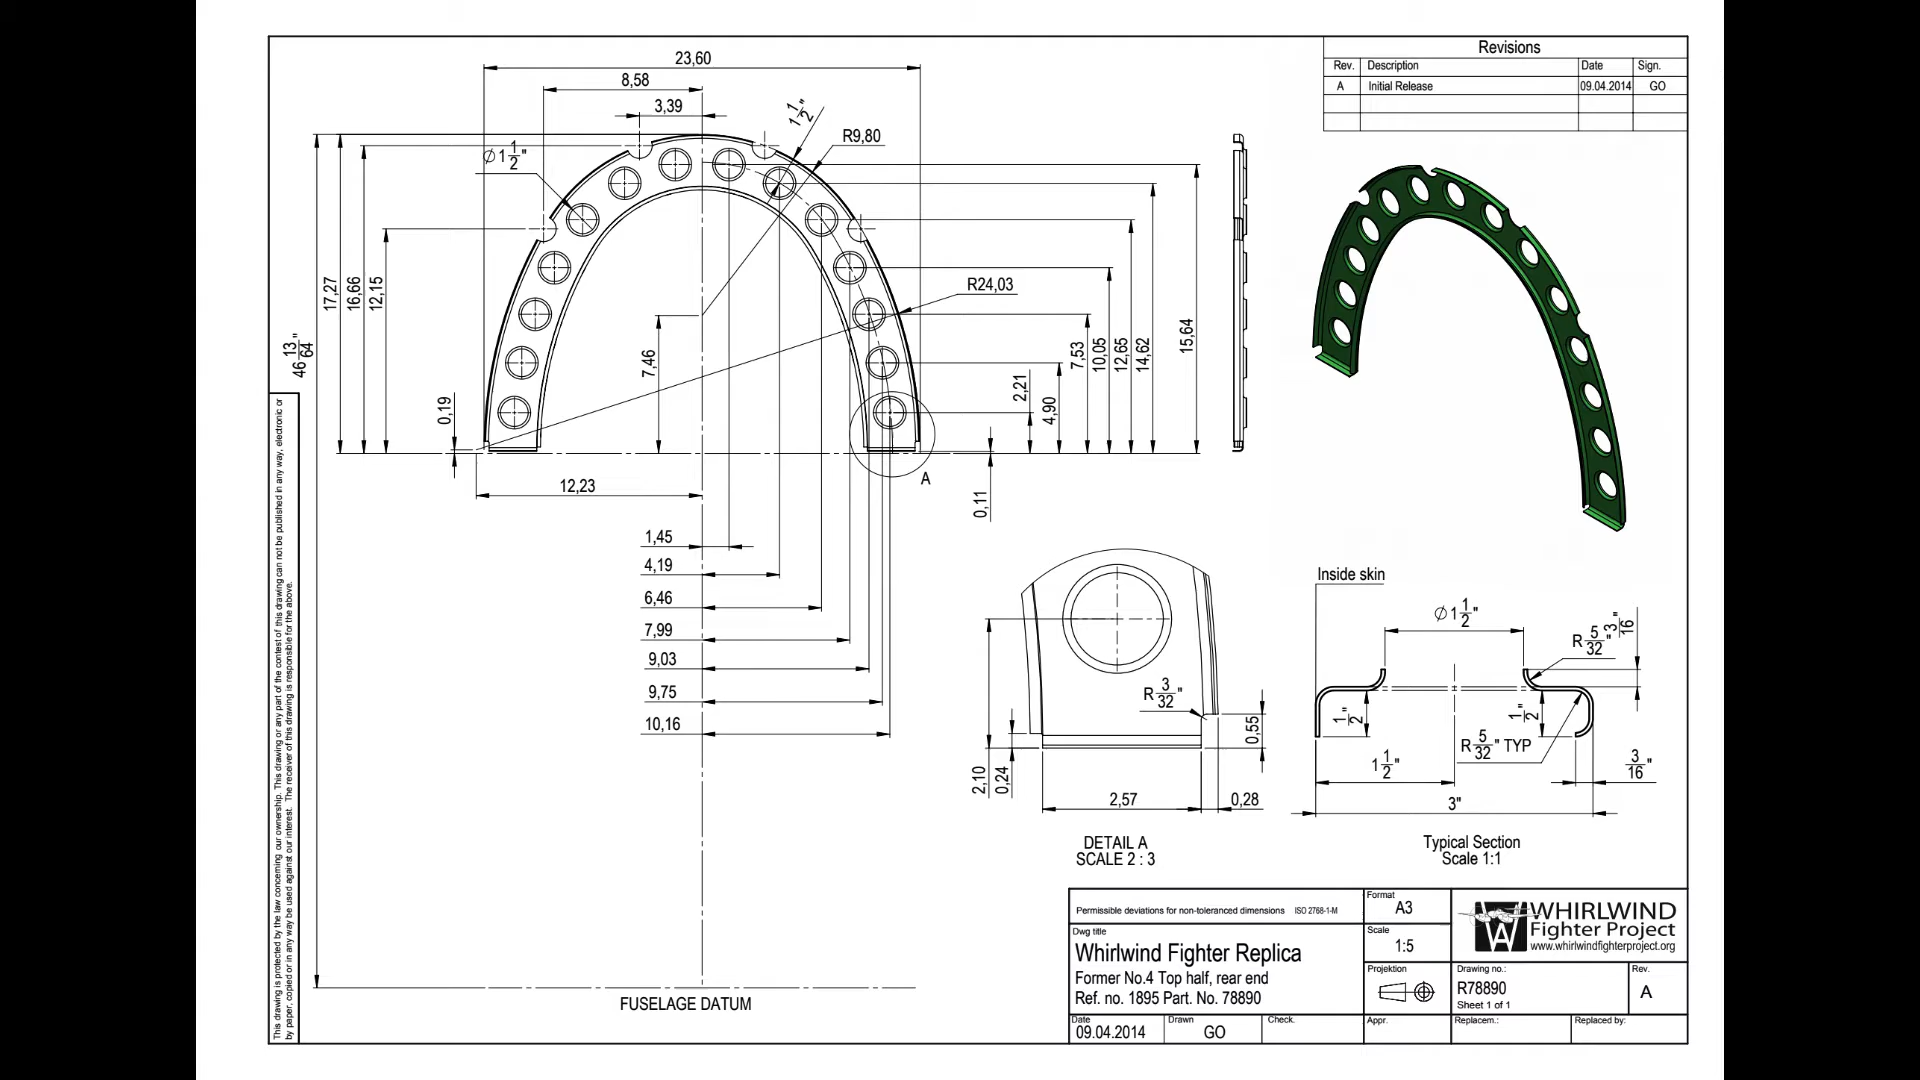 23,60
8,58
3,39
1 1/2"
R9,80
∅1 1/2"
R24,03
17,27
16,66
12,15
46 13/64"
7,46
0,19
12,23
2,21
4,90
7,53
10,05
12,65
14,62
15,64
A
0,11
1,45
4,19
6,46
7,99
9,03
9,75
10,16
FUSELAGE DATUM
R 3/32"
0,55
2,10
0,24
2,57
0,28
DETAIL A
SCALE 2 : 3
Inside skin
∅1 1/2"
R 5/32"
3/16"
1/2"
1/2"
R 5/32" TYP
1 1/2"
3/16"
3"
Typical Section
Scale 1:1
Revisions
Rev. Description Date Sign.
A Initial Release 09.04.2014 GO
This drawing is protected by the law concerning our ownership. This drawing or any part of the contest of this drawing can not be published in any way, electronic or
by paper, copied or in any way be used against our interest. The receiver of this drawing is responsible for the above.
Permissible deviations for non-toleranced dimensions ISO 2768-1-M
Dwg title
Whirlwind Fighter Replica
Former No.4 Top half, rear end
Ref. no. 1895 Part. No. 78890
Date
09.04.2014
Drawn
GO
Check.
Format
A3
Scale
1:5
Projektion
Appr.
WHIRLWIND
Fighter Project
www.whirlwindfighterproject.org
Drawing no.:
R78890
Sheet 1 of 1
Rev.
A
Replacem.:
Replaced by: